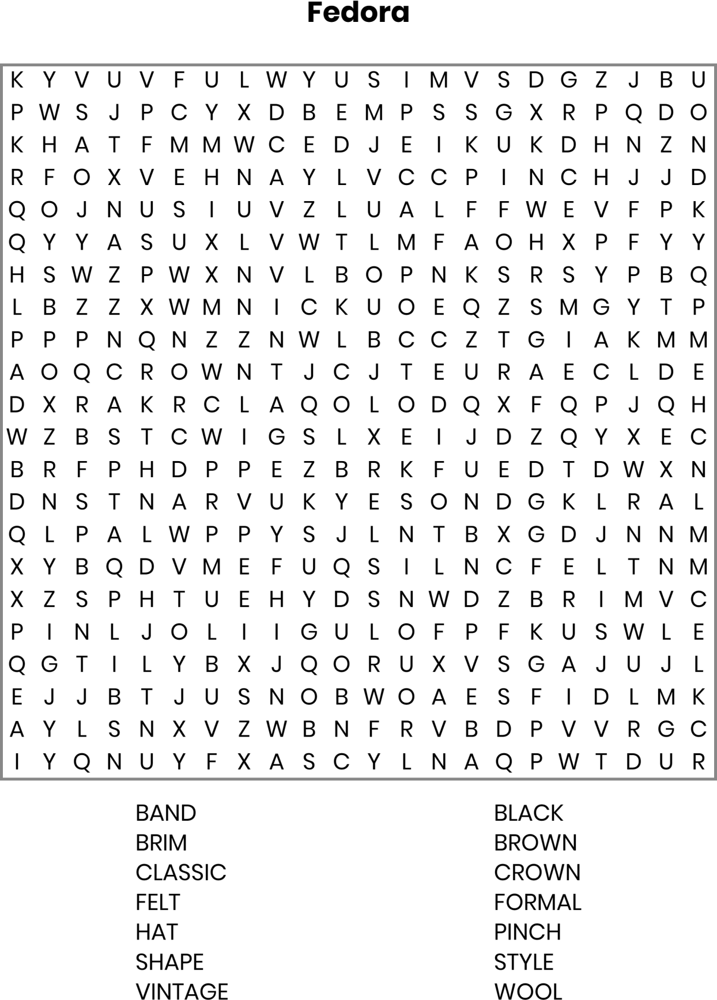 Fedora
K Y V U V F U L W Y U S I M V S D G Z J B U
P W S J P C Y X D B E M P S S G X R P Q D O
K H A T F M M W C E D J E I K U K D H N Z N
R F O X V E H N A Y L V C C P I N C H J J D
Q O J N U S I U V Z L U A L F F W E V F P K
Q Y Y A S U X L V W T L M F A O H X P F Y Y
H S W Z P W X N V L B O P N K S R S Y P B Q
L B Z Z X W M N I C K U O E Q Z S M G Y T P
P P P N Q N Z Z N W L B C C Z T G I A K M M
A O Q C R O W N T J C J T E U R A E C L D E
D X R A K R C L A Q O L O D Q X F Q P J Q H
W Z B S T C W I G S L X E I J D Z Q Y X E C
B R F P H D P P E Z B R K F U E D T D W X N
D N S T N A R V U K Y E S O N D G K L R A L
Q L P A L W P P Y S J L N T B X G D J N N M
X Y B Q D V M E F U Q S I L N C F E L T N M
X Z S P H T U E H Y D S N W D Z B R I M V C
P I N L J O L I I G U L O F P F K U S W L E
Q G T I L Y B X J Q O R U X V S G A J U J L
E J J B T J U S N O B W O A E S F I D L M K
A Y L S N X V Z W B N F R V B D P V V R G C
I Y Q N U Y F X A S C Y L N A Q P W T D U R
BAND BLACK
BRIM BROWN
CLASSIC CROWN
FELT FORMAL
HAT PINCH
SHAPE STYLE
VINTAGE WOOL